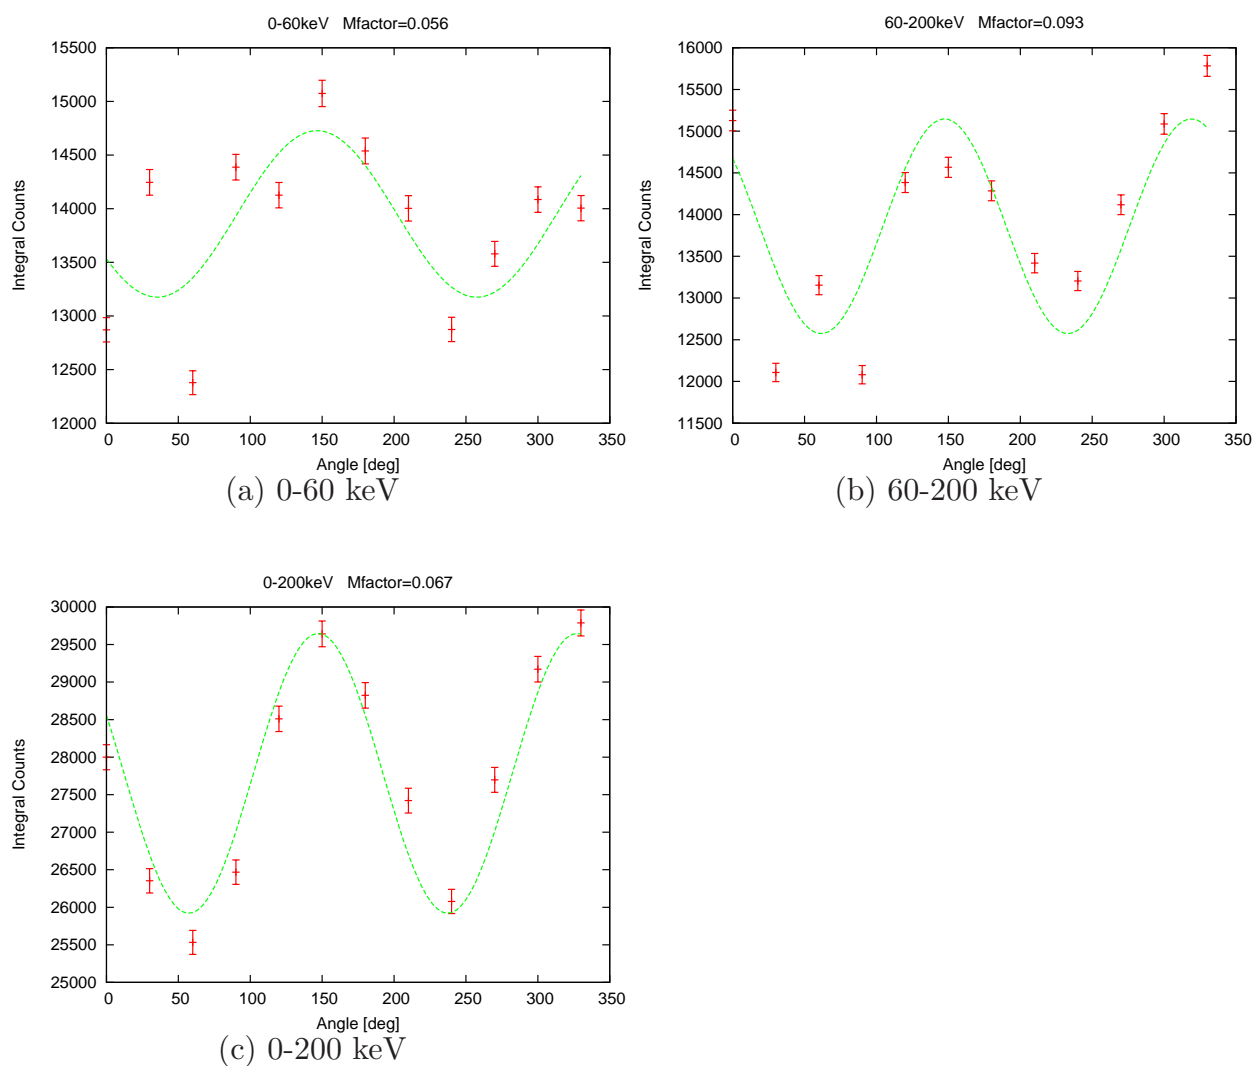 0-60keV Mfactor=0.056
15500
15000
14500
14000
13500
13000
12500
12000
Integral Counts
0 50 100 150 200 250 300 350
Angle [deg]
(a) 0-60 keV
60-200keV Mfactor=0.093
16000
15500
15000
14500
14000
13500
13000
12500
12000
11500
Integral Counts
0 50 100 150 200 250 300 350
Angle [deg]
(b) 60-200 keV
0-200keV Mfactor=0.067
30000
29500
29000
28500
28000
27500
27000
26500
26000
25500
25000
Integral Counts
0 50 100 150 200 250 300 350
Angle [deg]
(c) 0-200 keV